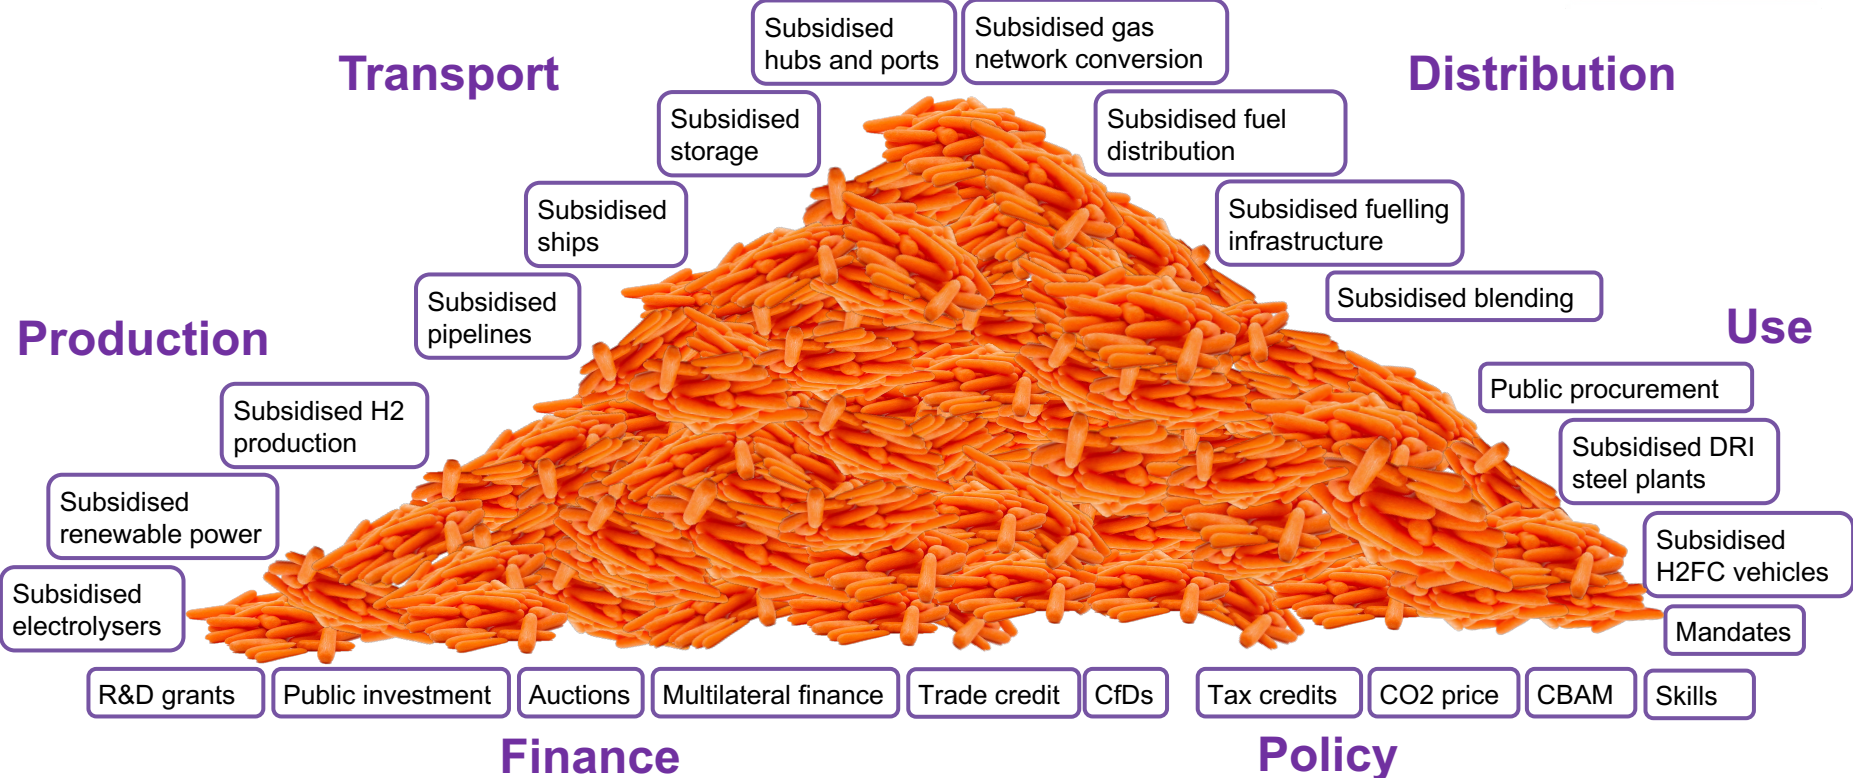 Subsidised
hubs and ports
Subsidised gas
network conversion
Transport
Distribution
Subsidised
storage
Subsidised fuel
distribution
Subsidised
ships
Subsidised fuelling
infrastructure
Subsidised
pipelines
Subsidised blending
Production
Use
Subsidised H2
production
Public procurement
Subsidised
renewable power
Subsidised DRI
steel plants
Subsidised
electrolysers
Subsidised
H2FC vehicles
Mandates
R&D grants
Public investment
Auctions
Multilateral finance
Trade credit
CfDs
Tax credits
CO2 price
CBAM
Skills
Finance
Policy